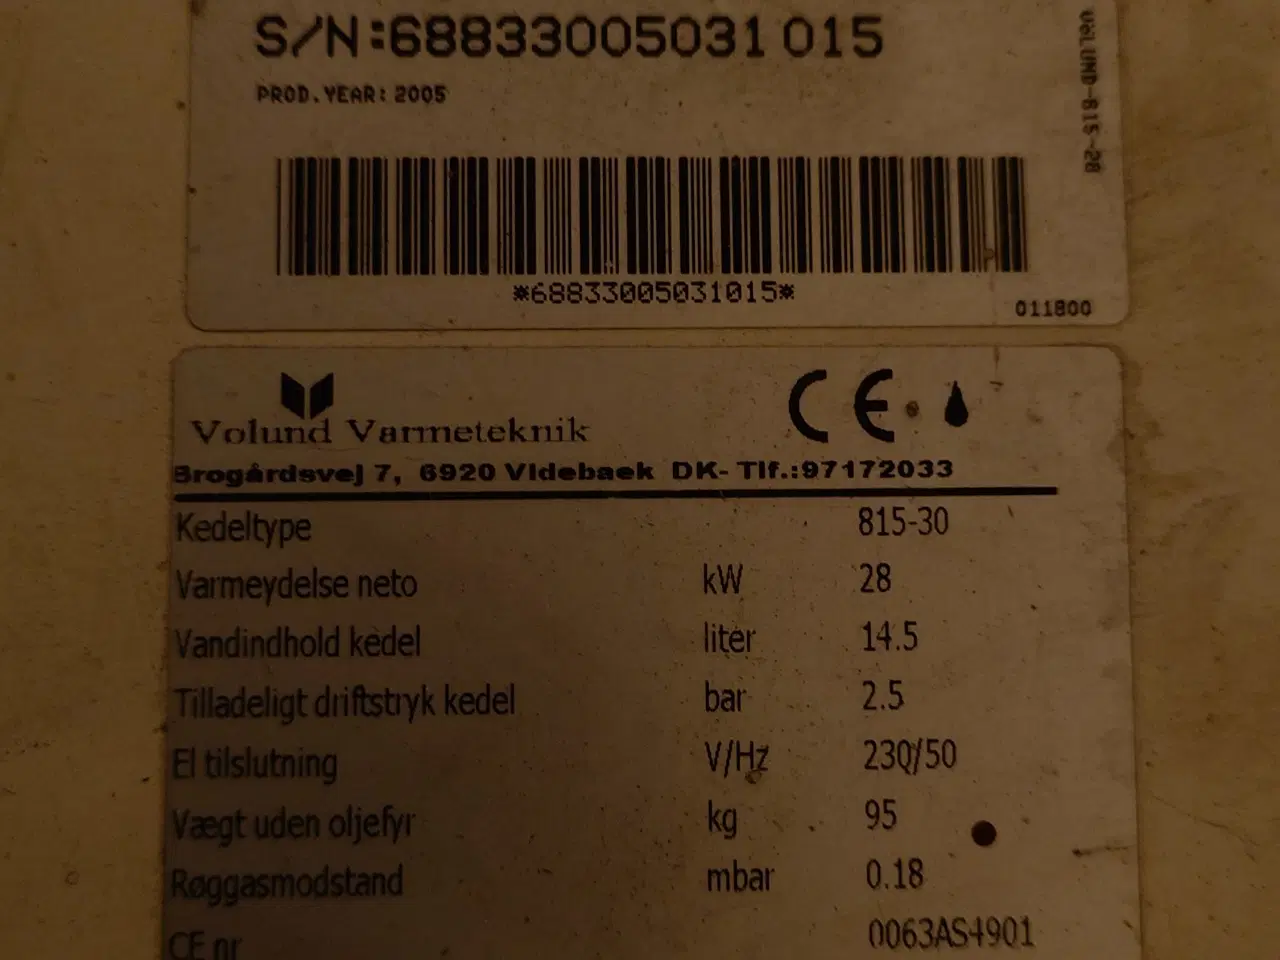 S/N:68833005031 015
PROD.YEAR: 2005
VØLUND-815-28
*68833005031015*
011800
Volund Varmeteknik
CE
Brogårdsvej 7, 6920 Videbaek DK- Tlf.:97172033
Kedeltype 815-30
Varmeydelse neto kW 28
Vandindhold kedel liter 14.5
Tilladeligt driftstryk kedel bar 2.5
El tilslutning V/Hz 230/50
Vægt uden oljefyr kg 95
Røggasmodstand mbar 0.18
CE nr 0063AS4901